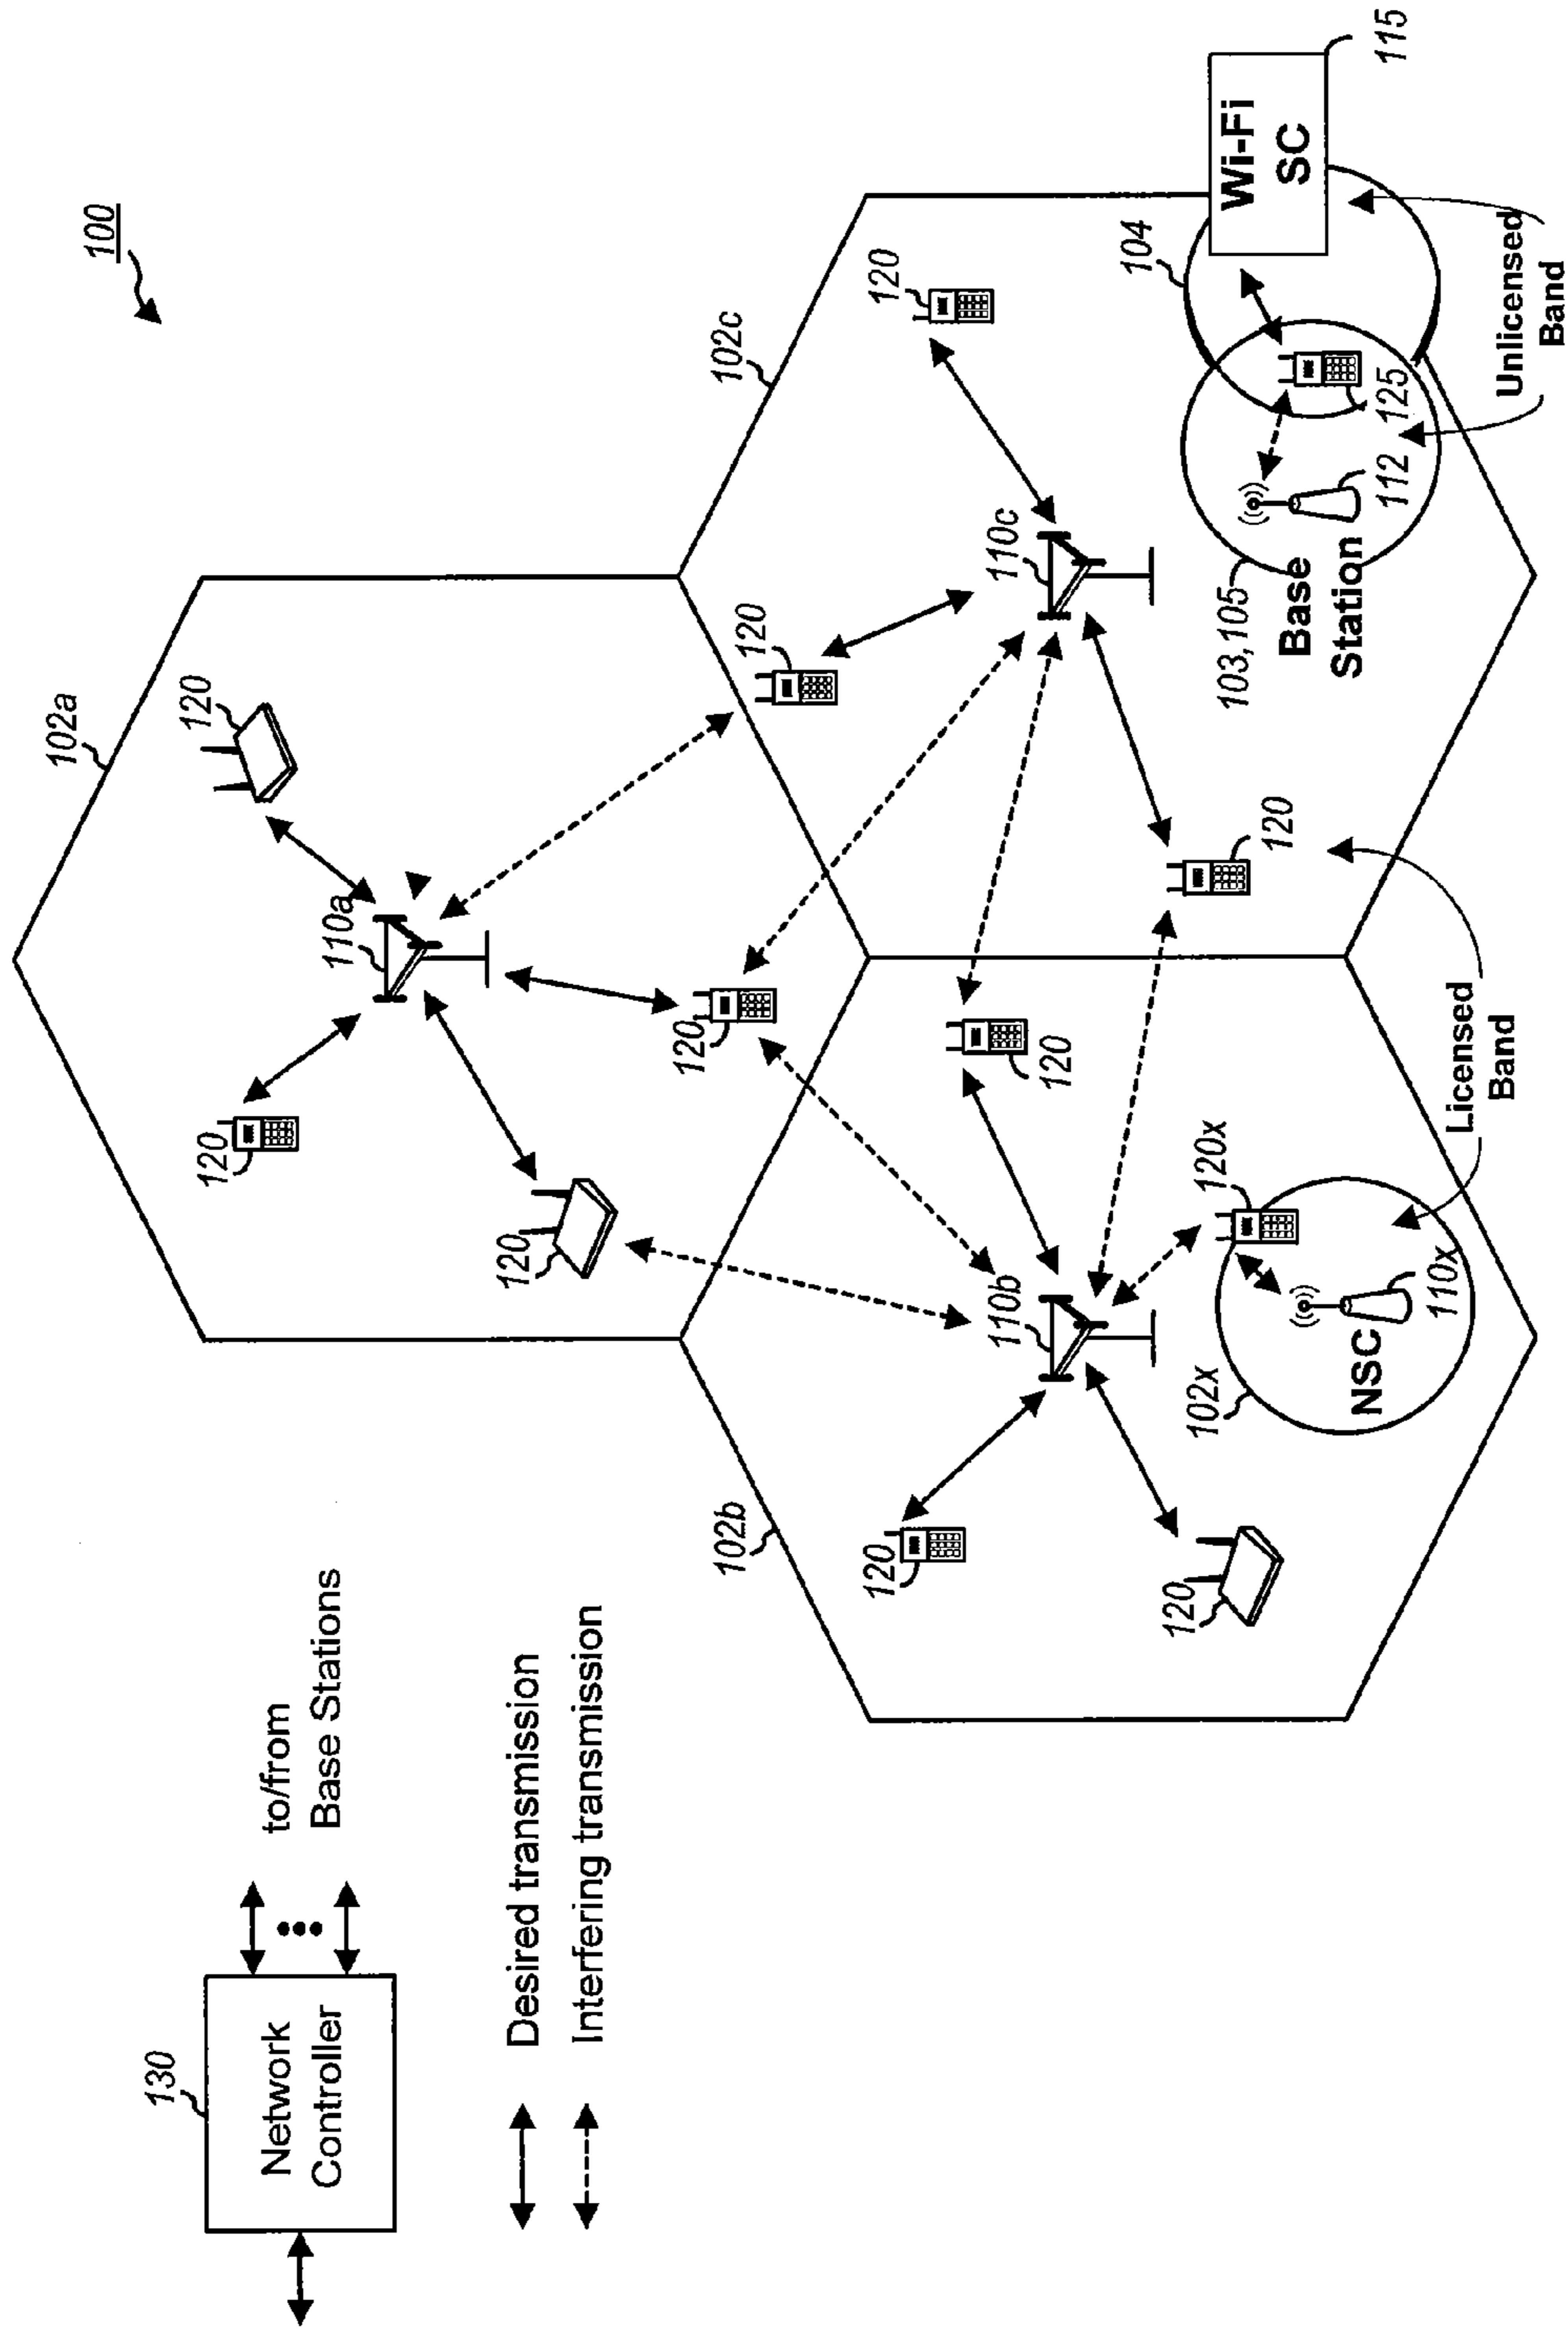 100
130
Network
Controller
to/from
Base Stations
Desired transmission
Interfering transmission
102a
120
120
110a
120
120
102b
120
110b
120
120
120x
102x
NSC
110x
Licensed
Band
102c
120
120
110c
120
104
Wi-Fi
SC
115
103,105
Base
Station
112
125
Unlicensed
Band